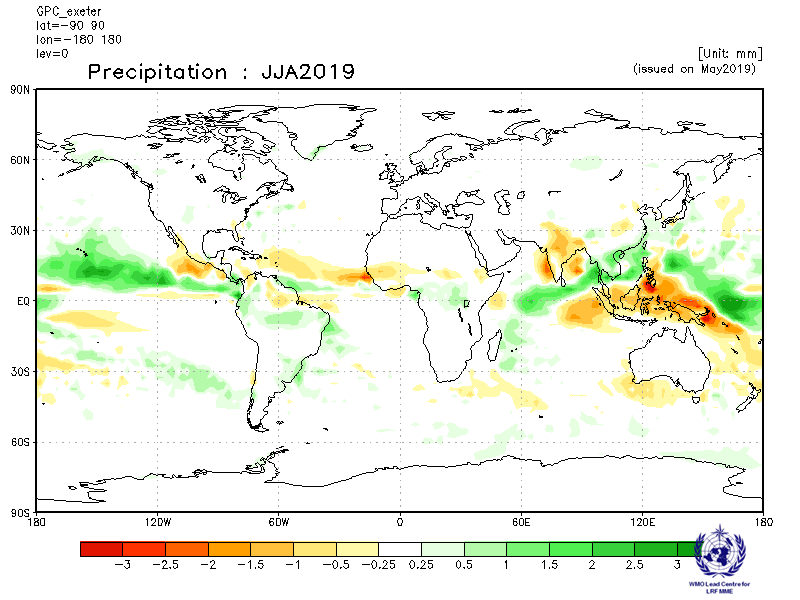 GPC_exeter
lat=-90 90
lon=-180 180
lev=0
[Unit: mm]
Precipitation : JJA2019
(issued on May2019)
90N
60N
30N
EQ
30S
60S
90S
180 120W 60W 0 60E 120E 180
-3 -2.5 -2 -1.5 -1 -0.5 -0.25 0.25 0.5 1 1.5 2 2.5 3
WMO Lead Centre for
LRF MME